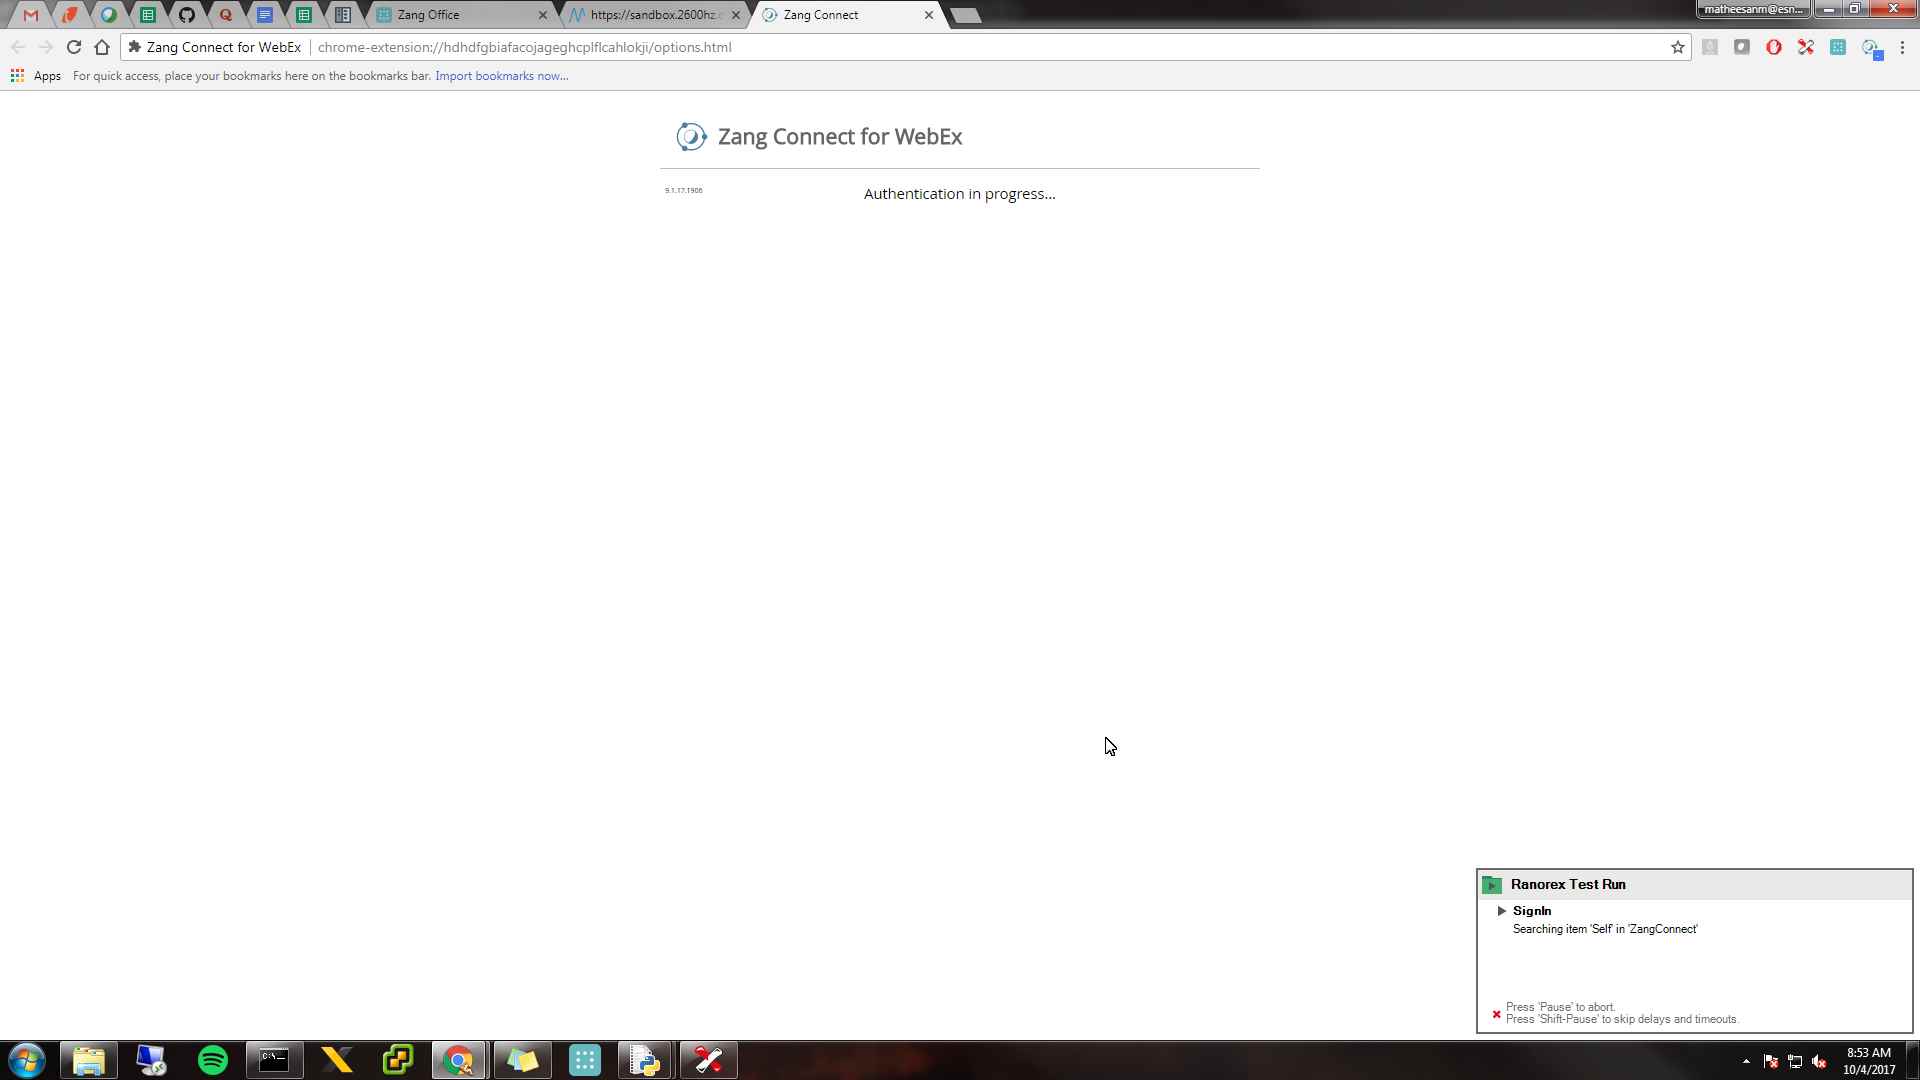 Zang Office
https://sandbox.2600hz.c
Zang Connect
matheesanm@esn...
Zang Connect for WebEx
chrome-extension://hdhdfgbiafacojageghcplflcahlokji/options.html
Apps
For quick access, place your bookmarks here on the bookmarks bar. Import bookmarks now...
Zang Connect for WebEx
9.1.17.1906
Authentication in progress...
Ranorex Test Run
SignIn
Searching item 'Self' in 'ZangConnect'
Press 'Pause' to abort.
Press 'Shift-Pause' to skip delays and timeouts.
C:\._
8:53 AM
10/4/2017